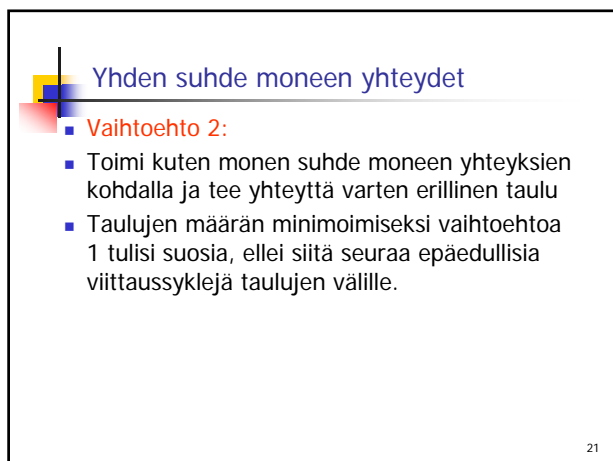 Yhden suhde moneen yhteydet
Vaihtoehto 2:
Toimi kuten monen suhde moneen yhteyksien
kohdalla ja tee yhteyttä varten erillinen taulu
Taulujen määrän minimoimiseksi vaihtoehtoa
1 tulisi suosia, ellei siitä seuraa epäedullisia
viittaussyklejä taulujen välille.
21